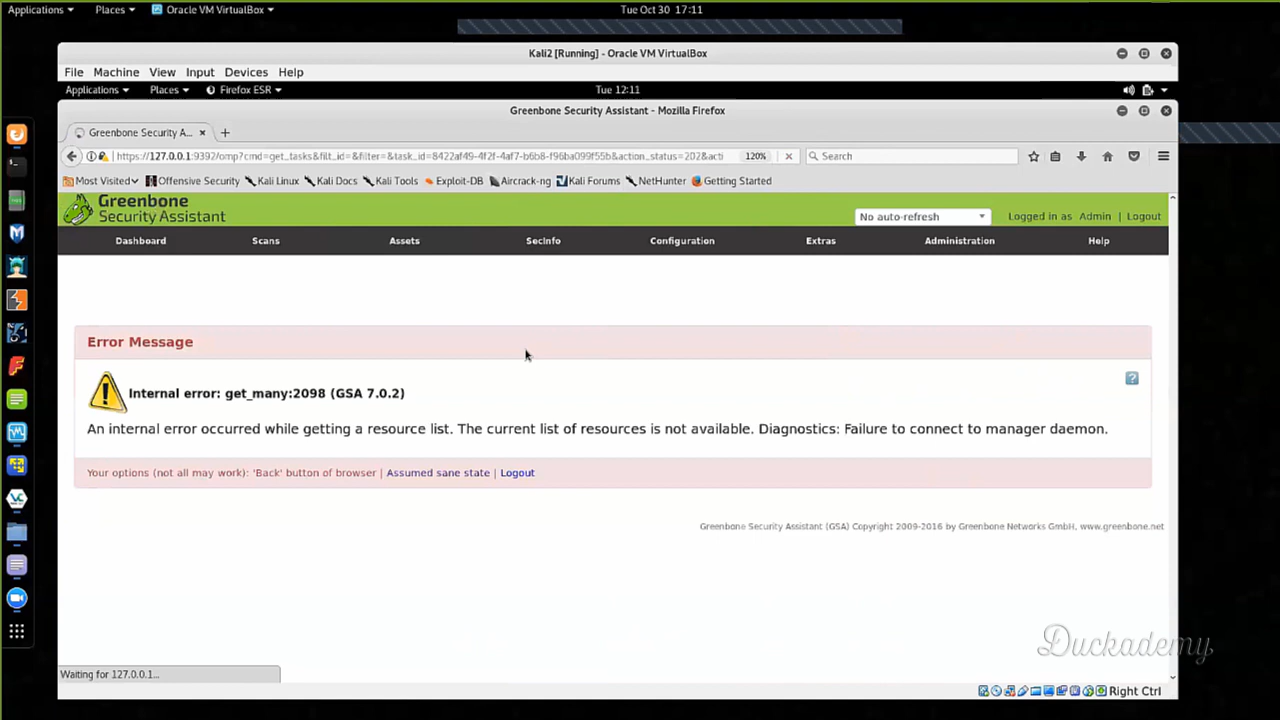 Applications Places Oracle VM VirtualBox Tue Oct 30 17:11
Kali2 [Running] - Oracle VM VirtualBox
File Machine View Input Devices Help
Applications Places Firefox ESR Tue 12:11
Greenbone Security Assistant - Mozilla Firefox
Greenbone Security A...
https://127.0.0.1:9392/omp?cmd=get_tasks&filt_id=&filter=&task_id=8422af49-4f2f-4af7-b6b8-f96ba099f55b&action_status=202&acti 120% Search
Most Visited Offensive Security Kali Linux Kali Docs Kali Tools Exploit-DB Aircrack-ng Kali Forums NetHunter Getting Started
Greenbone
Security Assistant
No auto-refresh Logged in as Admin | Logout
Dashboard Scans Assets SecInfo Configuration Extras Administration Help
Error Message
Internal error: get_many:2098 (GSA 7.0.2)
An internal error occurred while getting a resource list. The current list of resources is not available. Diagnostics: Failure to connect to manager daemon.
Your options (not all may work): 'Back' button of browser | Assumed sane state | Logout
Greenbone Security Assistant (GSA) Copyright 2009-2016 by Greenbone Networks GmbH, www.greenbone.net
Duckademy
Waiting for 127.0.0.1...
Right Ctrl